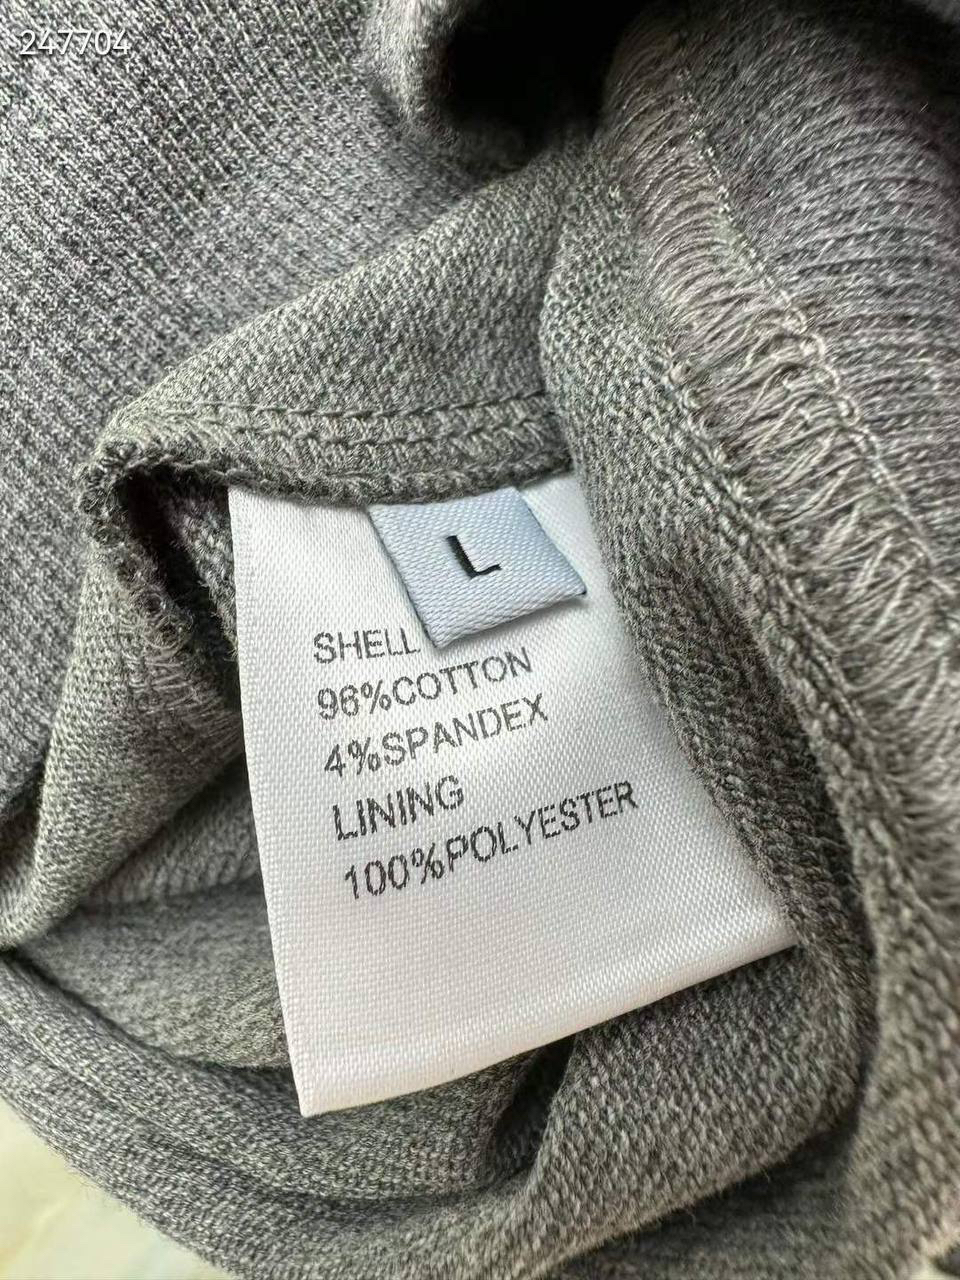 247704
L
SHELL
96%COTTON
4%SPANDEX
LINING
100%POLYESTER